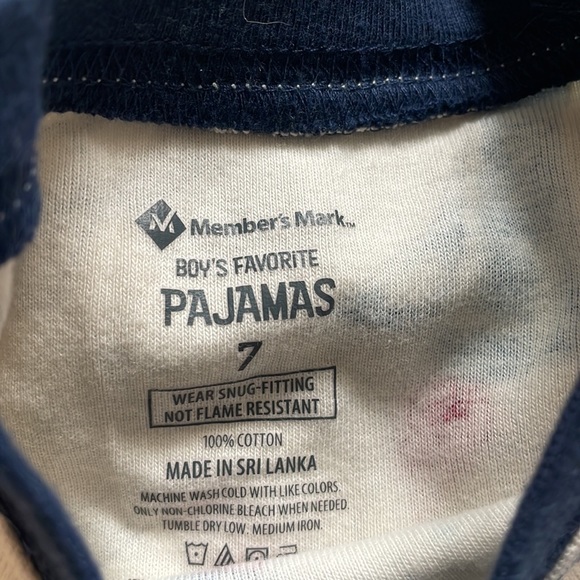 Member's Mark™
BOY'S FAVORITE
PAJAMAS
7
WEAR SNUG-FITTING
NOT FLAME RESISTANT
100% COTTON
MADE IN SRI LANKA
MACHINE WASH COLD WITH LIKE COLORS.
ONLY NON-CHLORINE BLEACH WHEN NEEDED.
TUMBLE DRY LOW. MEDIUM IRON.